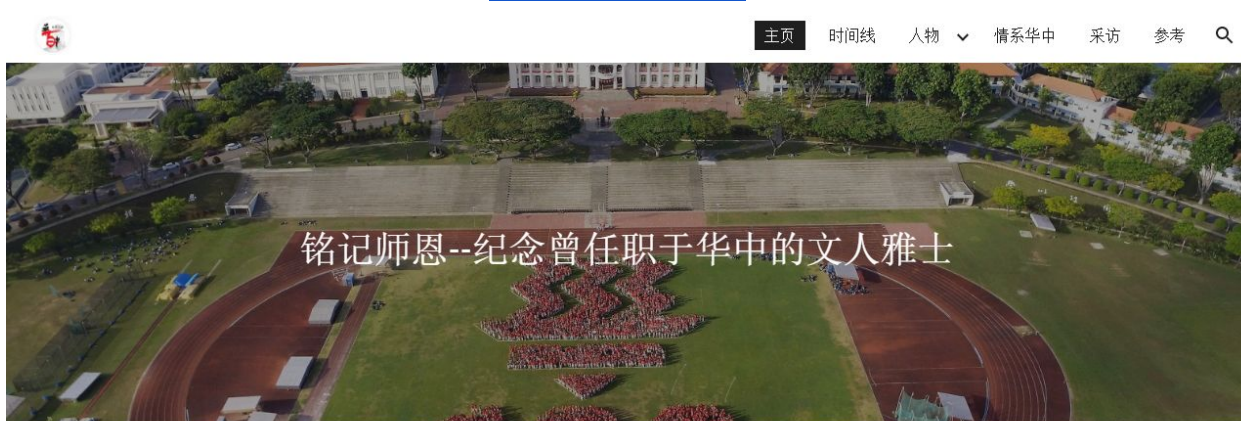 主页
时间线
人物
情系华中
采访
参考
铭记师恩--纪念曾任职于华中的文人雅士